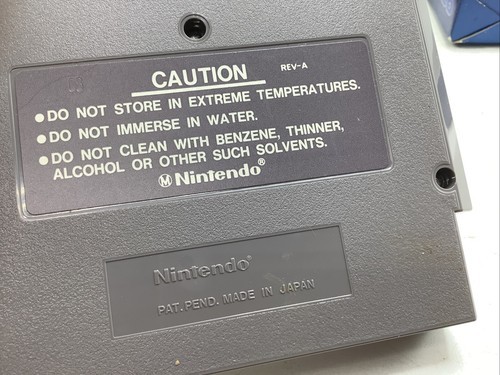 CAUTION
REV-A
● DO NOT STORE IN EXTREME TEMPERATURES.
● DO NOT IMMERSE IN WATER.
● DO NOT CLEAN WITH BENZENE, THINNER,
ALCOHOL OR OTHER SUCH SOLVENTS.
Ⓜ Nintendo®
Nintendo®
PAT. PEND. MADE IN JAPAN